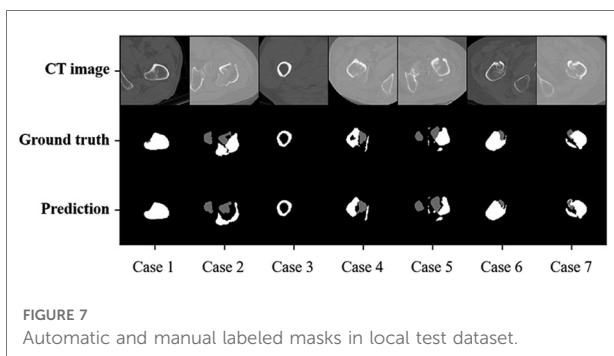 CT image
Ground truth
Prediction
Case 1 Case 2 Case 3 Case 4 Case 5 Case 6 Case 7
FIGURE 7
Automatic and manual labeled masks in local test dataset.